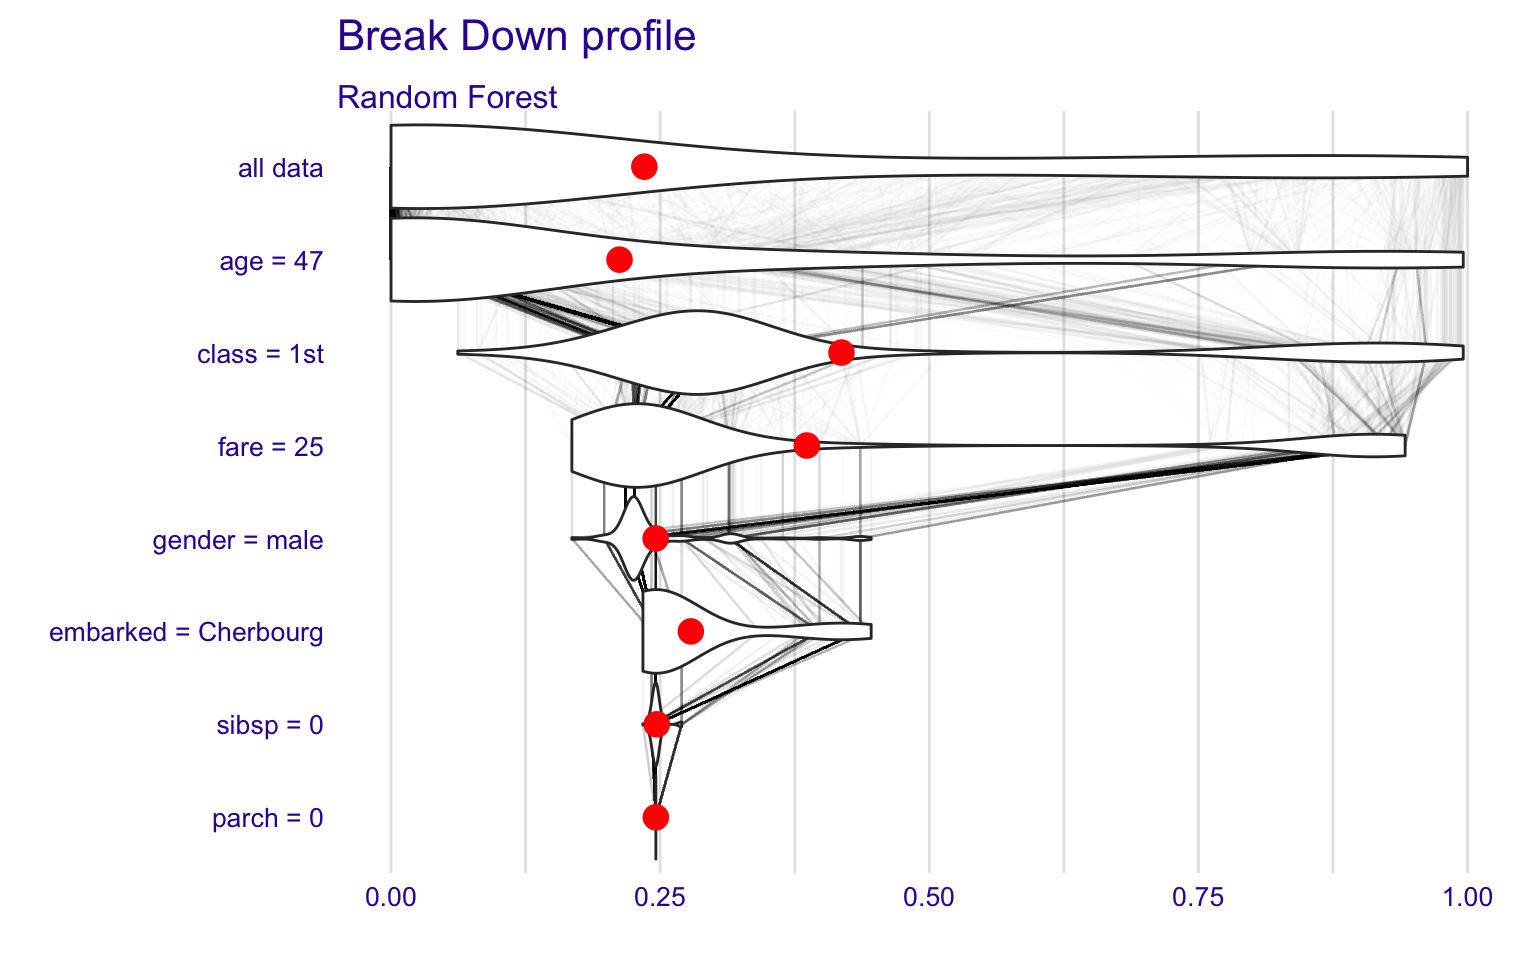 Break Down profile
Random Forest
all data
age = 47
class = 1st
fare = 25
gender = male
embarked = Cherbourg
sibsp = 0
parch = 0
0.00 0.25 0.50 0.75 1.00